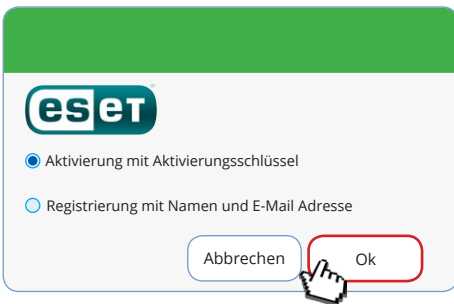 eseT
Aktivierung mit Aktivierungsschlüssel
Registrierung mit Namen und E-Mail Adresse
Abbrechen
Ok